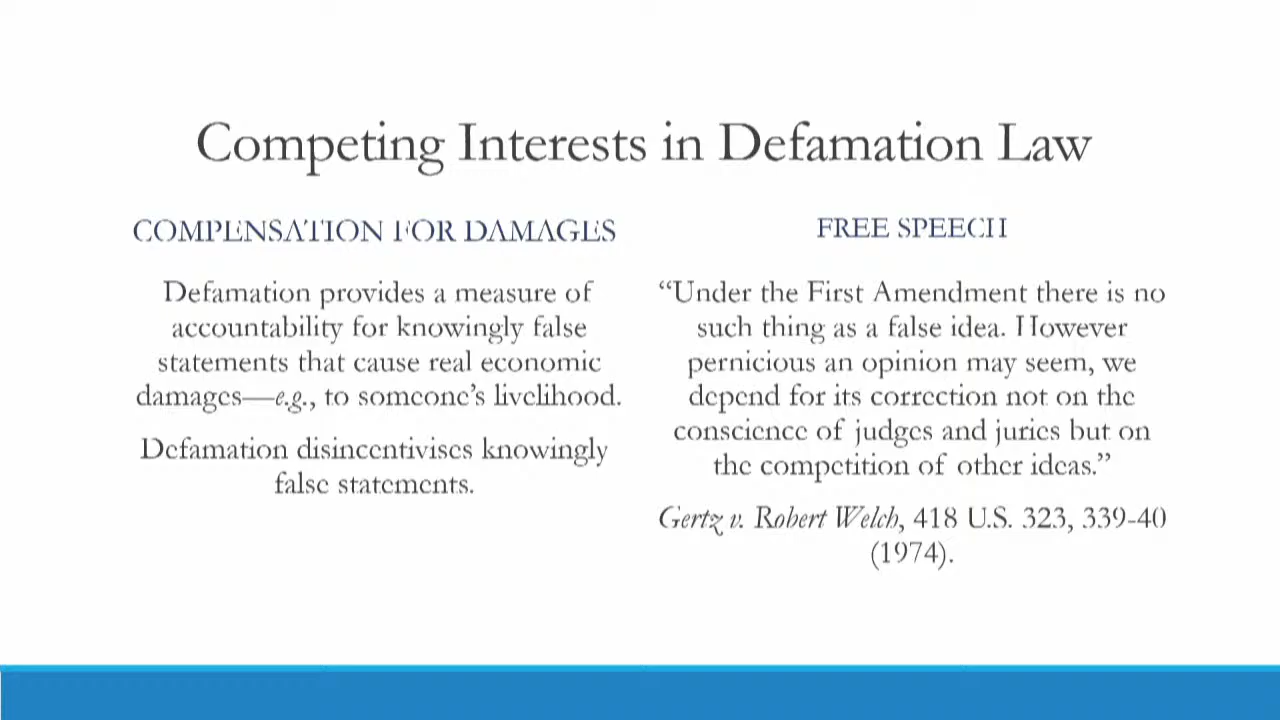 Competing Interests in Defamation Law
COMPENSATION FOR DAMAGES
Defamation provides a measure of
accountability for knowingly false
statements that cause real economic
damages—e.g., to someone's livelihood.
Defamation disincentivises knowingly
false statements.
FREE SPEECH
“Under the First Amendment there is no
such thing as a false idea. However
pernicious an opinion may seem, we
depend for its correction not on the
conscience of judges and juries but on
the competition of other ideas.”
Gertz v. Robert Welch, 418 U.S. 323, 339-40
(1974).